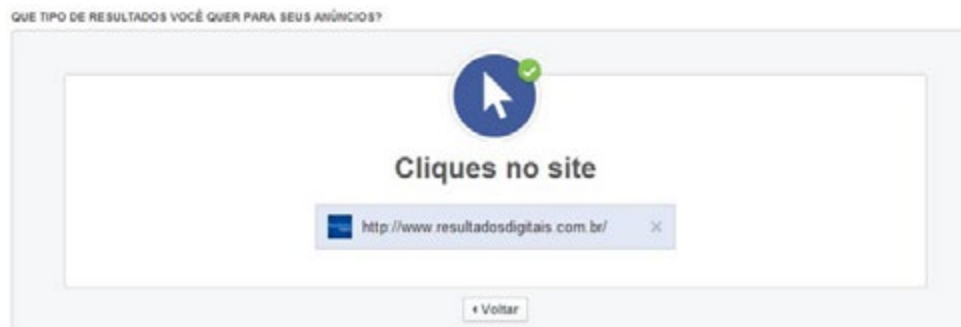 QUE TIPO DE RESULTADOS VOCÊ QUER PARA SEUS ANÚNCIOS?
Cliques no site
http://www.resultadosdigitais.com.br/
Voltar